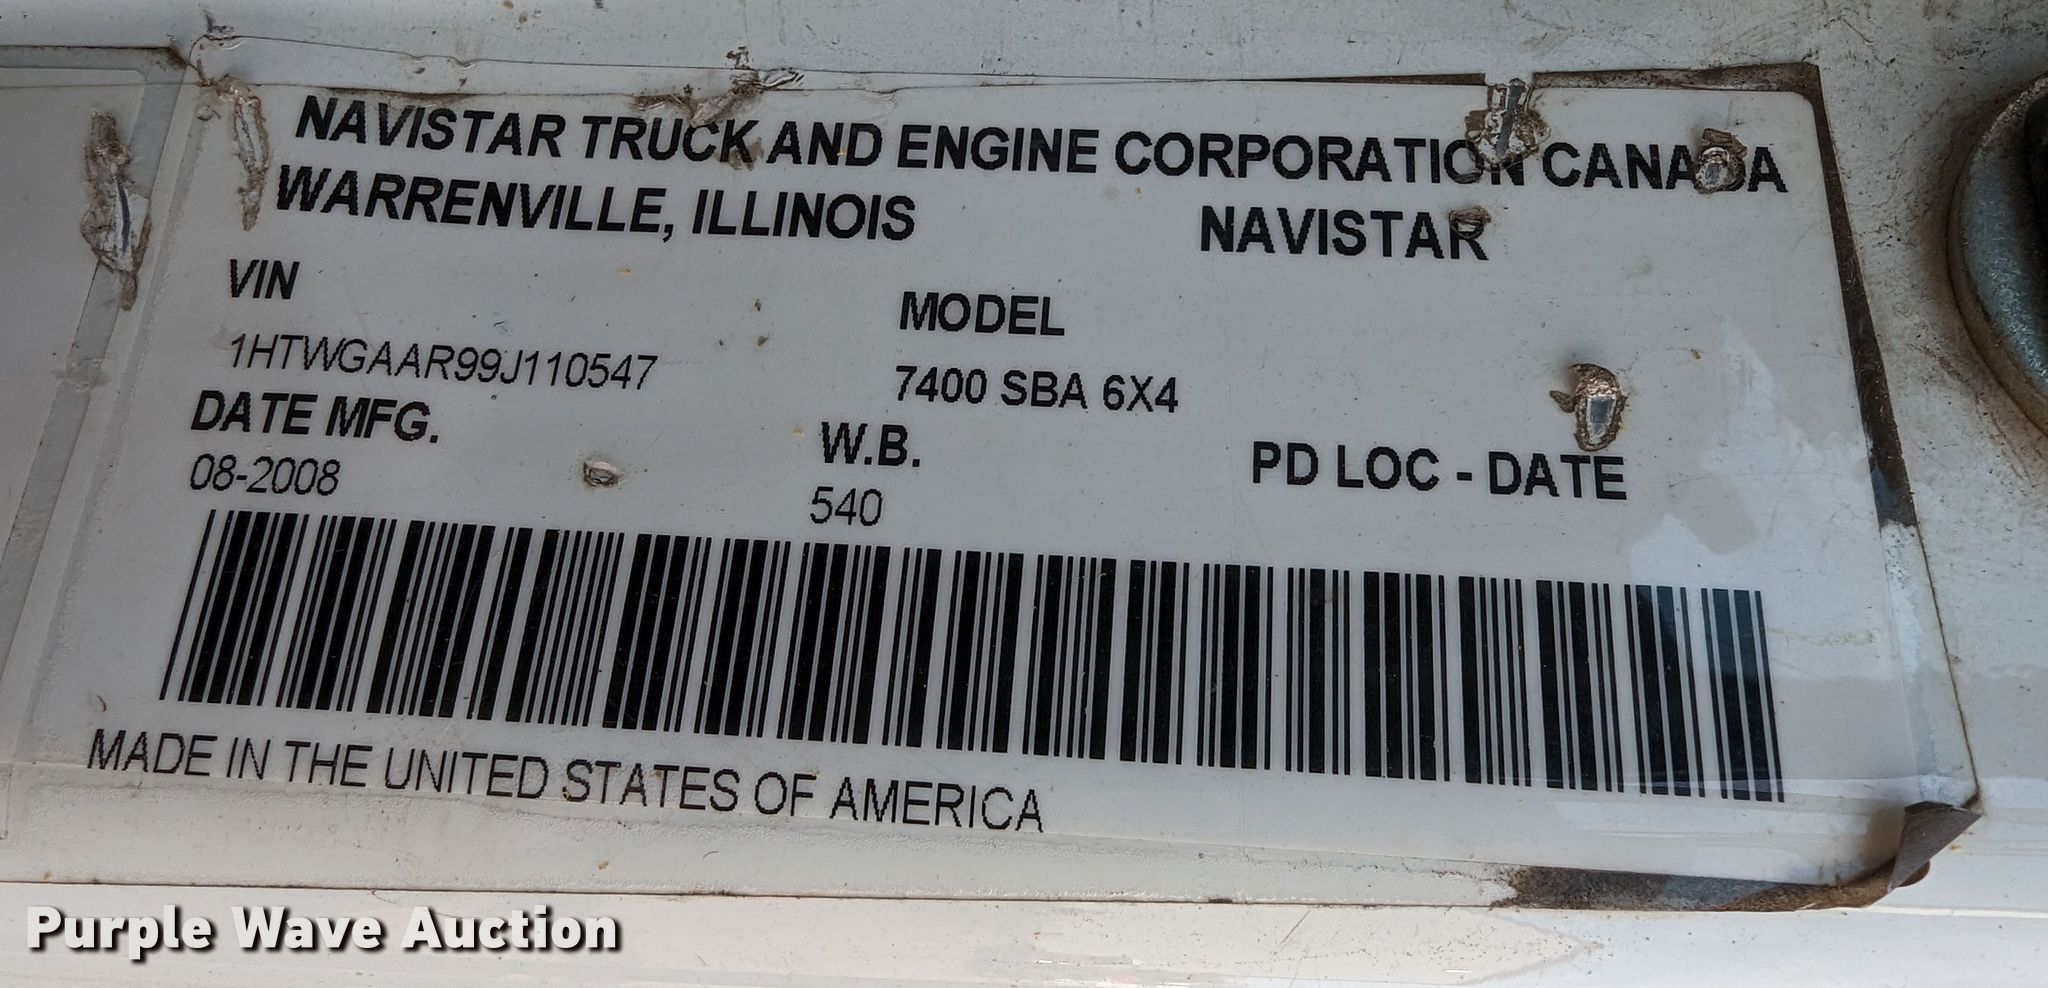 NAVISTAR TRUCK AND ENGINE CORPORATION CANADA
WARRENVILLE, ILLINOIS NAVISTAR
VIN MODEL
1HTWGAAR99J110547 7400 SBA 6X4
DATE MFG. W.B. PD LOC - DATE
08-2008 540
MADE IN THE UNITED STATES OF AMERICA
Purple Wave Auction